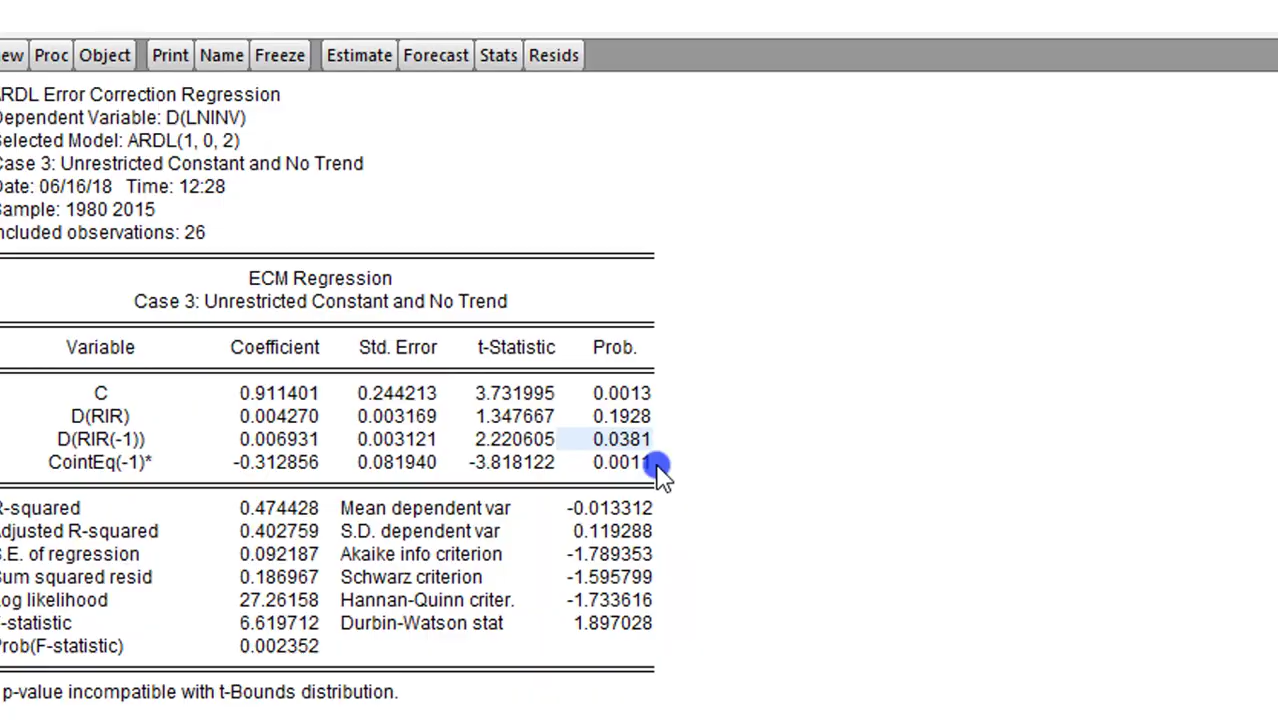 ew Proc Object Print Name Freeze Estimate Forecast Stats Resids
ARDL Error Correction Regression
Dependent Variable: D(LNINV)
Selected Model: ARDL(1, 0, 2)
Case 3: Unrestricted Constant and No Trend
Date: 06/16/18 Time: 12:28
Sample: 1980 2015
Included observations: 26
ECM Regression
Case 3: Unrestricted Constant and No Trend
Variable Coefficient Std. Error t-Statistic Prob.
C 0.911401 0.244213 3.731995 0.0013
D(RIR) 0.004270 0.003169 1.347667 0.1928
D(RIR(-1)) 0.006931 0.003121 2.220605 0.0381
CointEq(-1)* -0.312856 0.081940 -3.818122 0.0011
R-squared 0.474428 Mean dependent var -0.013312
Adjusted R-squared 0.402759 S.D. dependent var 0.119288
S.E. of regression 0.092187 Akaike info criterion -1.789353
Sum squared resid 0.186967 Schwarz criterion -1.595799
Log likelihood 27.26158 Hannan-Quinn criter. -1.733616
F-statistic 6.619712 Durbin-Watson stat 1.897028
Prob(F-statistic) 0.002352
p-value incompatible with t-Bounds distribution.